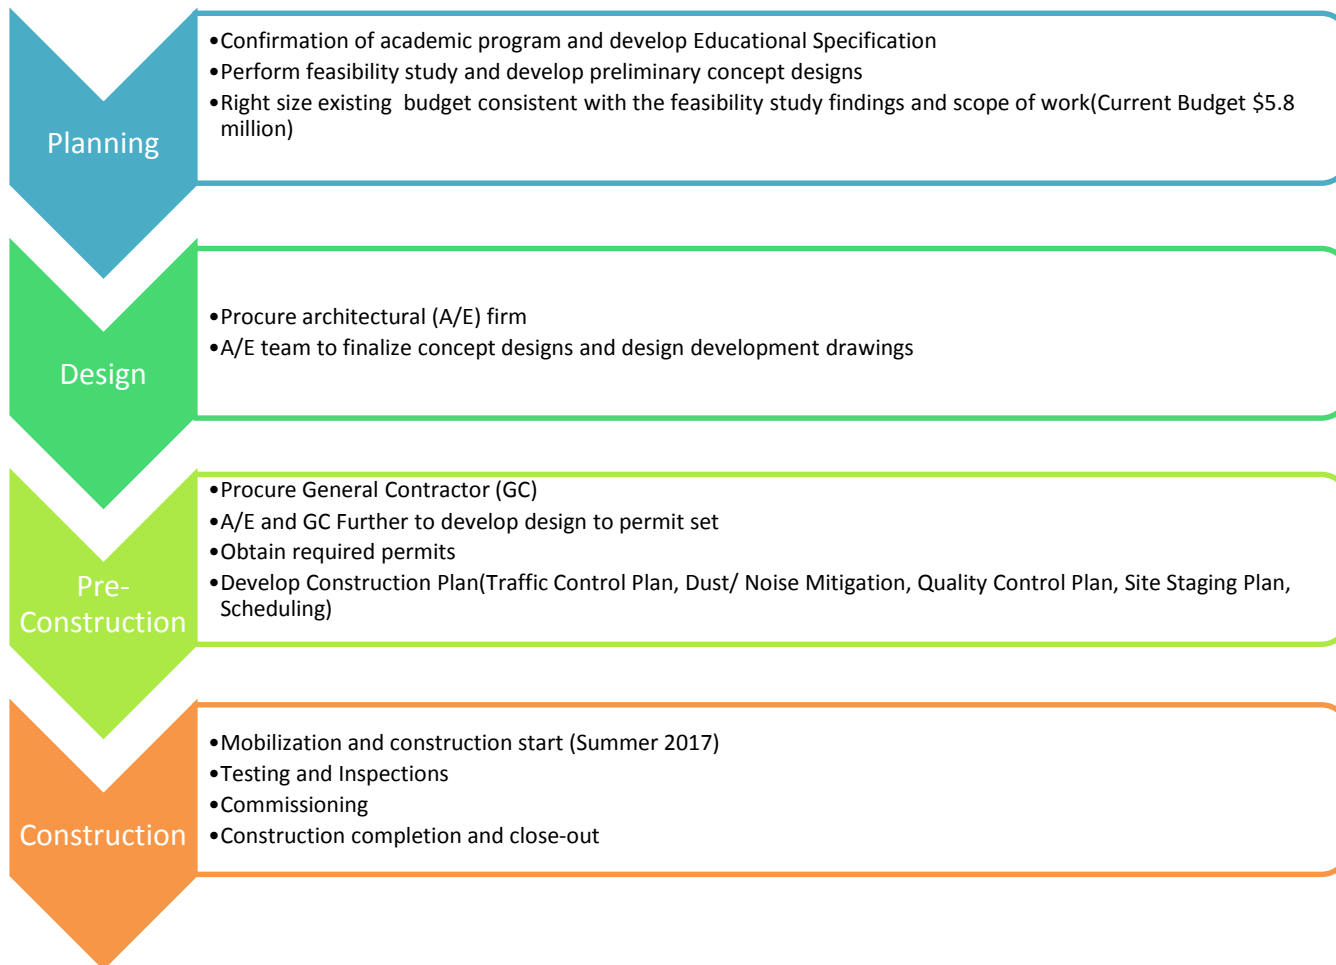 Planning
•Confirmation of academic program and develop Educational Specification
•Perform feasibility study and develop preliminary concept designs
•Right size existing  budget consistent with the feasibility study findings and scope of work(Current Budget $5.8
million)
Design
•Procure architectural (A/E) firm
•A/E team to finalize concept designs and design development drawings
Pre-
Construction
•Procure General Contractor (GC)
•A/E and GC Further to develop design to permit set
•Obtain required permits
•Develop Construction Plan(Traffic Control Plan, Dust/ Noise Mitigation, Quality Control Plan, Site Staging Plan,
Scheduling)
Construction
•Mobilization and construction start (Summer 2017)
•Testing and Inspections
•Commissioning
•Construction completion and close-out